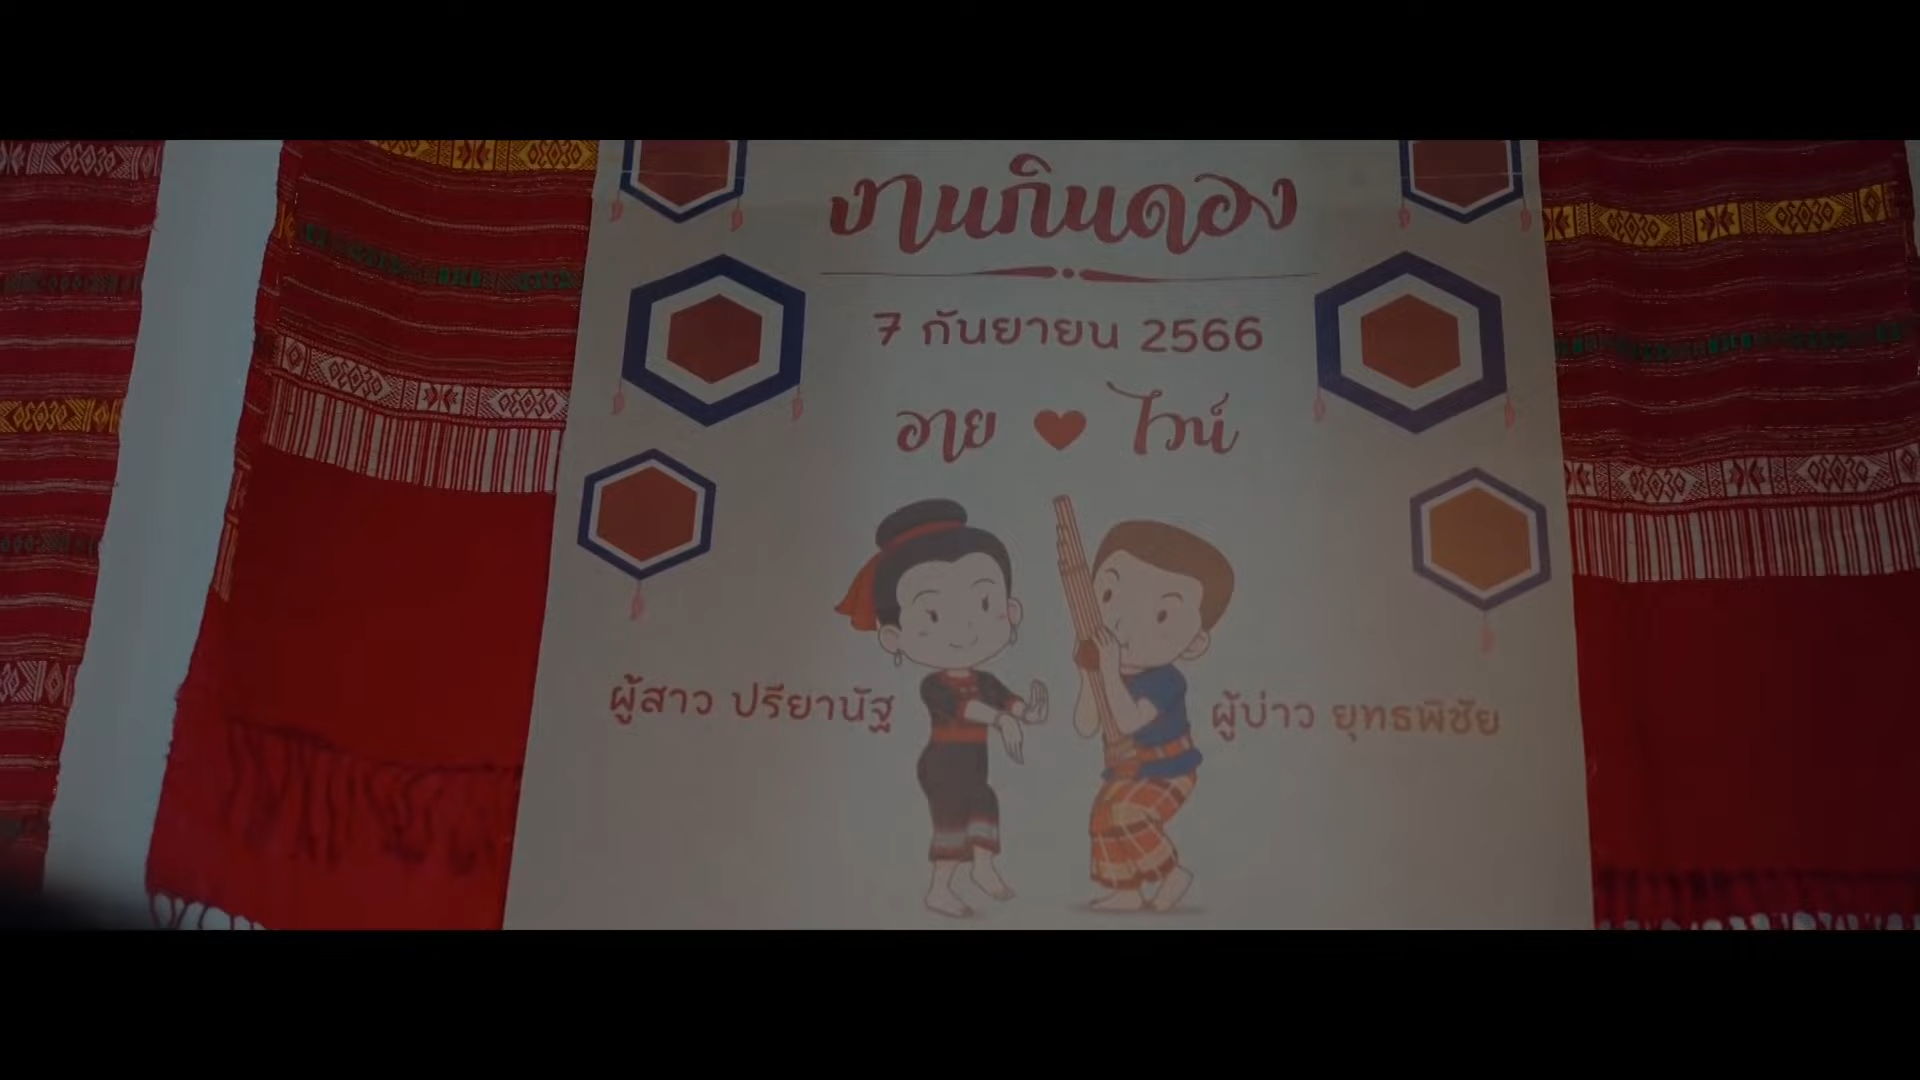 งานกินดอง
7 กันยายน 2566
อาย ไวน์
ผู้สาว ปรียานัฐ
ผู้บ่าว ยุทธพิชัย